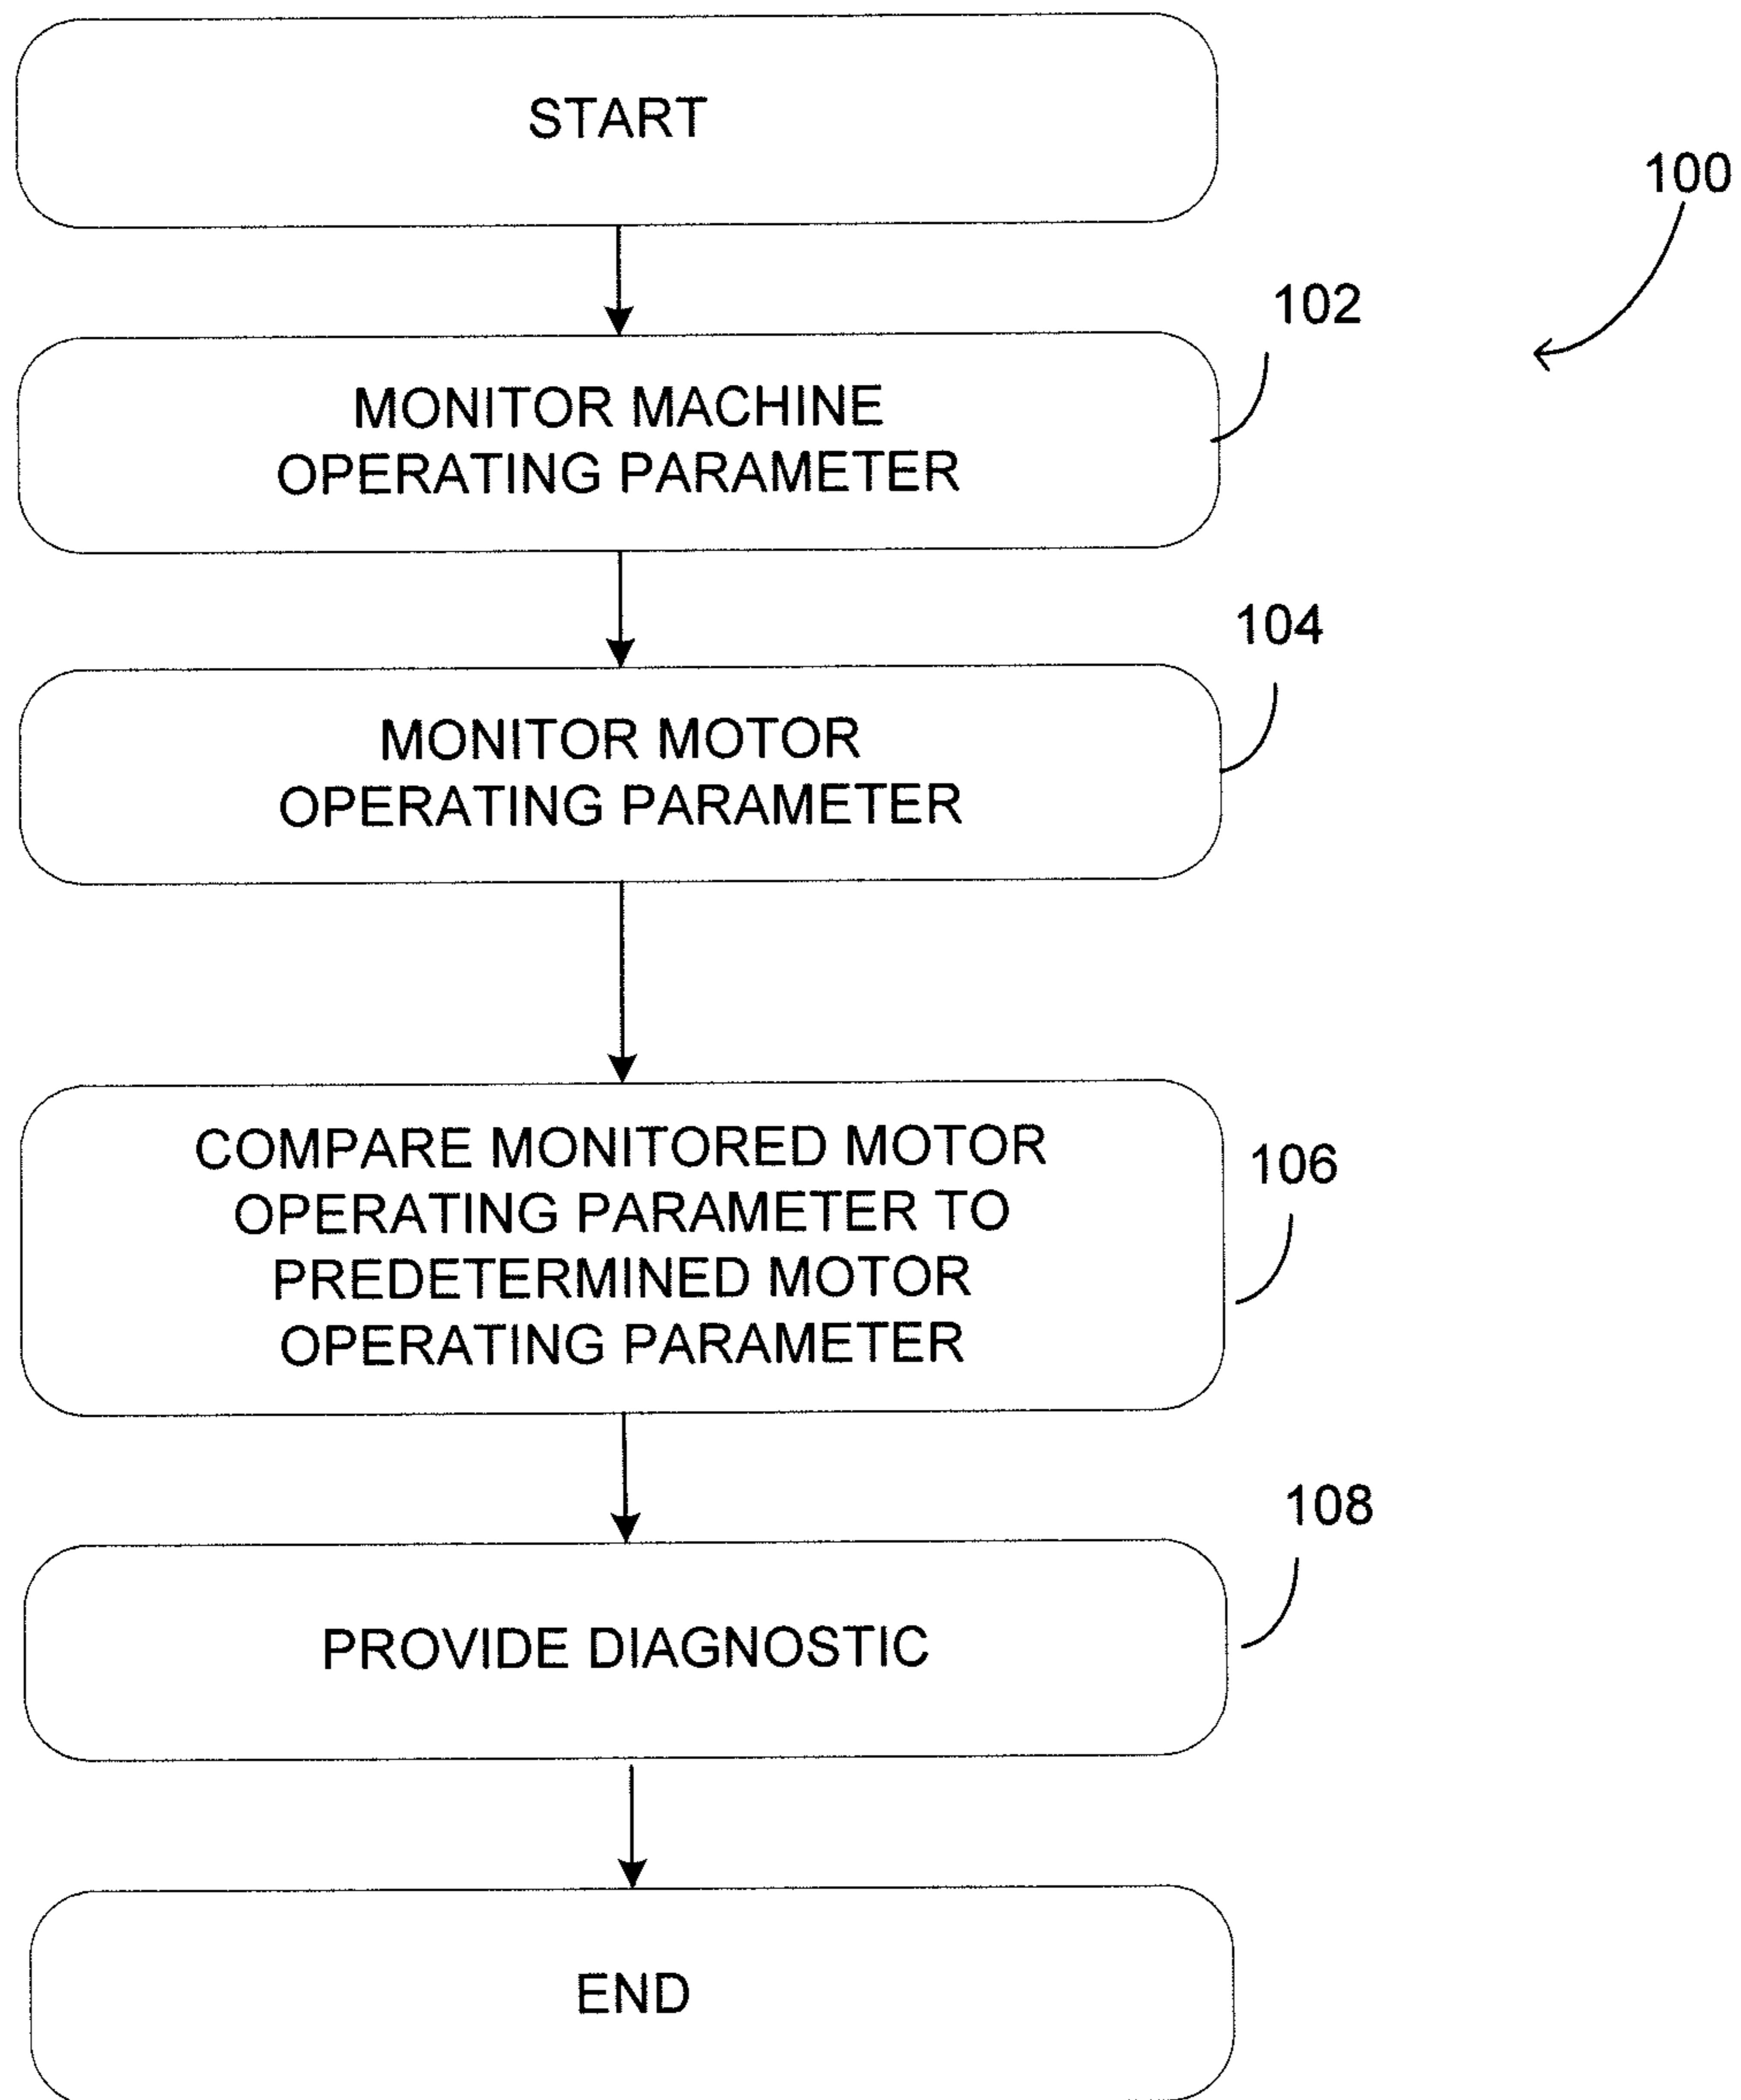 START
100
102
MONITOR MACHINE
OPERATING PARAMETER
104
MONITOR MOTOR
OPERATING PARAMETER
COMPARE MONITORED MOTOR
OPERATING PARAMETER TO
PREDETERMINED MOTOR
OPERATING PARAMETER
106
108
PROVIDE DIAGNOSTIC
END